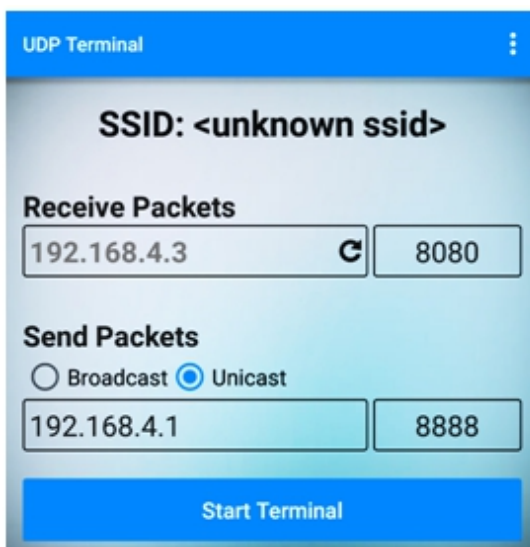 UDP Terminal
SSID: <unknown ssid>
Receive Packets
192.168.4.3 8080
Send Packets
Broadcast Unicast
192.168.4.1 8888
Start Terminal